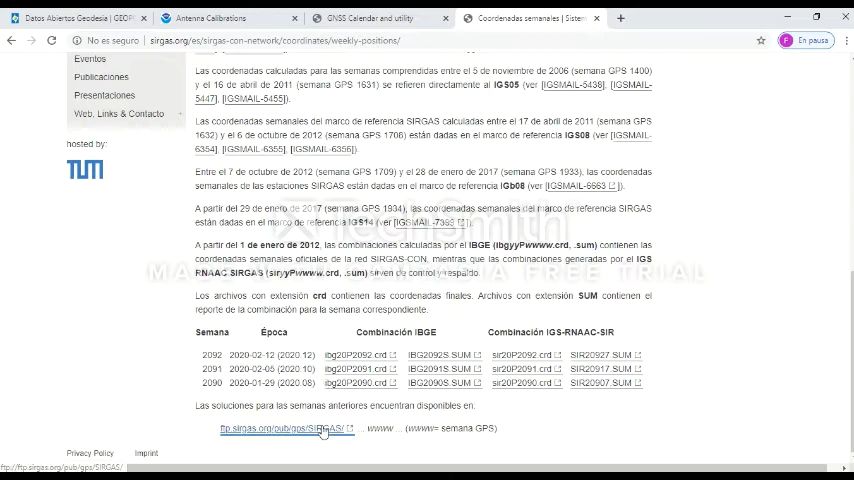 Datos Abiertos Geodesia | GEOPO
Antenna Calibrations
GNSS Calendar and utility
Coordenadas semanales | Sistem
No es seguro | sirgas.org/es/sirgas-con-network/coordinates/weekly-positions/
F En pausa
Eventos
Publicaciones
Presentaciones
Web, Links & Contacto
hosted by:
TUM
Las coordenadas calculadas para las semanas comprendidas entre el 5 de noviembre de 2006 (semana GPS 1400)
y el 16 de abril de 2011 (semana GPS 1631) se refieren directamente al IGS05 (ver [IGSMAIL-5438], [IGSMAIL-
5447], [IGSMAIL-5455]).
Las coordenadas semanales del marco de referencia SIRGAS calculadas entre el 17 de abril de 2011 (semana GPS
1632) y el 6 de octubre de 2012 (semana GPS 1708) están dadas en el marco de referencia IGS08 (ver [IGSMAIL-
6354], [IGSMAIL-6355], [IGSMAIL-6356]).
Entre el 7 de octubre de 2012 (semana GPS 1709) y el 28 de enero de 2017 (semana GPS 1933), las coordenadas
semanales de las estaciones SIRGAS están dadas en el marco de referencia IGb08 (ver [IGSMAIL-6663]).
A partir del 29 de enero de 2017 (semana GPS 1934), las coordenadas semanales del marco de referencia SIRGAS
están dadas en el marco de referencia IGS14 (ver [IGSMAIL-7399]).
TechSmith
A partir del 1 de enero de 2012, las combinaciones calculadas por el IBGE (ibgyyPwwww.crd, .sum) contienen las
coordenadas semanales oficiales de la red SIRGAS-CON, mientras que las combinaciones generadas por el IGS
RNAAC SIRGAS (siryyPwwww.crd, .sum) sirven de control y respaldo.
MADE WITH CAMTASIA FREE TRIAL
Los archivos con extensión crd contienen las coordenadas finales. Archivos con extensión SUM contienen el
reporte de la combinación para la semana correspondiente.
Semana Época Combinación IBGE Combinación IGS-RNAAC-SIR
2092 2020-02-12 (2020.12) ibg20P2092.crd IBG2092S.SUM sir20P2092.crd SIR20927.SUM
2091 2020-02-05 (2020.10) ibg20P2091.crd IBG2091S.SUM sir20P2091.crd SIR20917.SUM
2090 2020-01-29 (2020.08) ibg20P2090.crd IBG2090S.SUM sir20P2090.crd SIR20907.SUM
Las soluciones para las semanas anteriores encuentran disponibles en:
ftp.sirgas.org/pub/gps/SIRGAS/ ... wwww ... (wwww= semana GPS)
Privacy Policy Imprint
ftp://ftp.sirgas.org/pub/gps/SIRGAS/